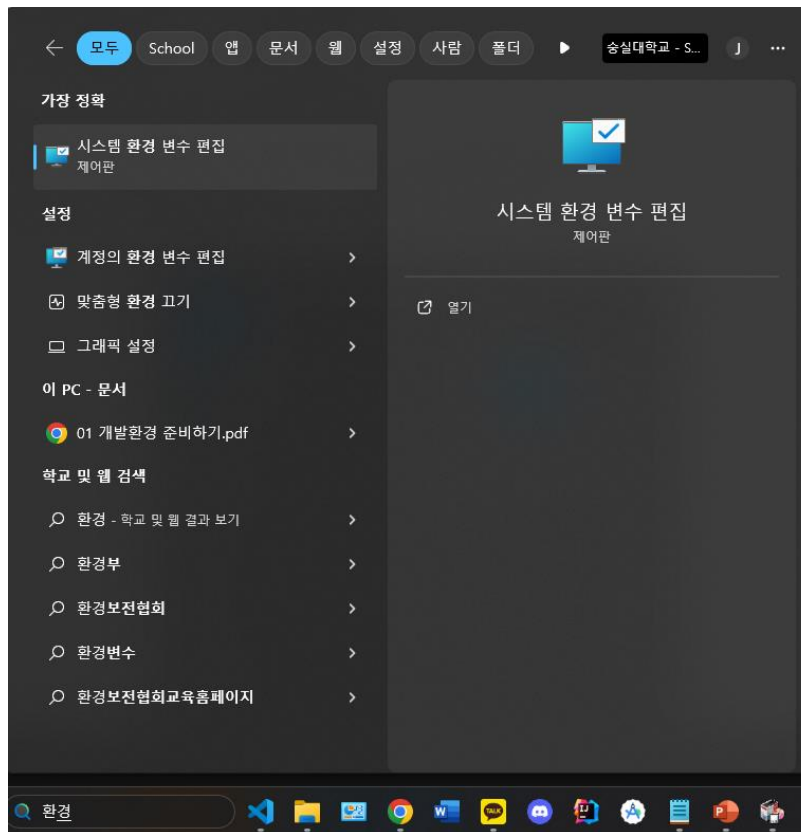 모두 School 앱 문서 웹 설정 사람 폴더 숭실대학교 - S... J ...
가장 정확
시스템 환경 변수 편집
제어판
설정
계정의 환경 변수 편집
맞춤형 환경 끄기
그래픽 설정
이 PC - 문서
01 개발환경 준비하기.pdf
학교 및 웹 검색
환경 - 학교 및 웹 결과 보기
환경부
환경보전협회
환경변수
환경보전협회교육홈페이지
시스템 환경 변수 편집
제어판
열기
환경
W TALK IJ P